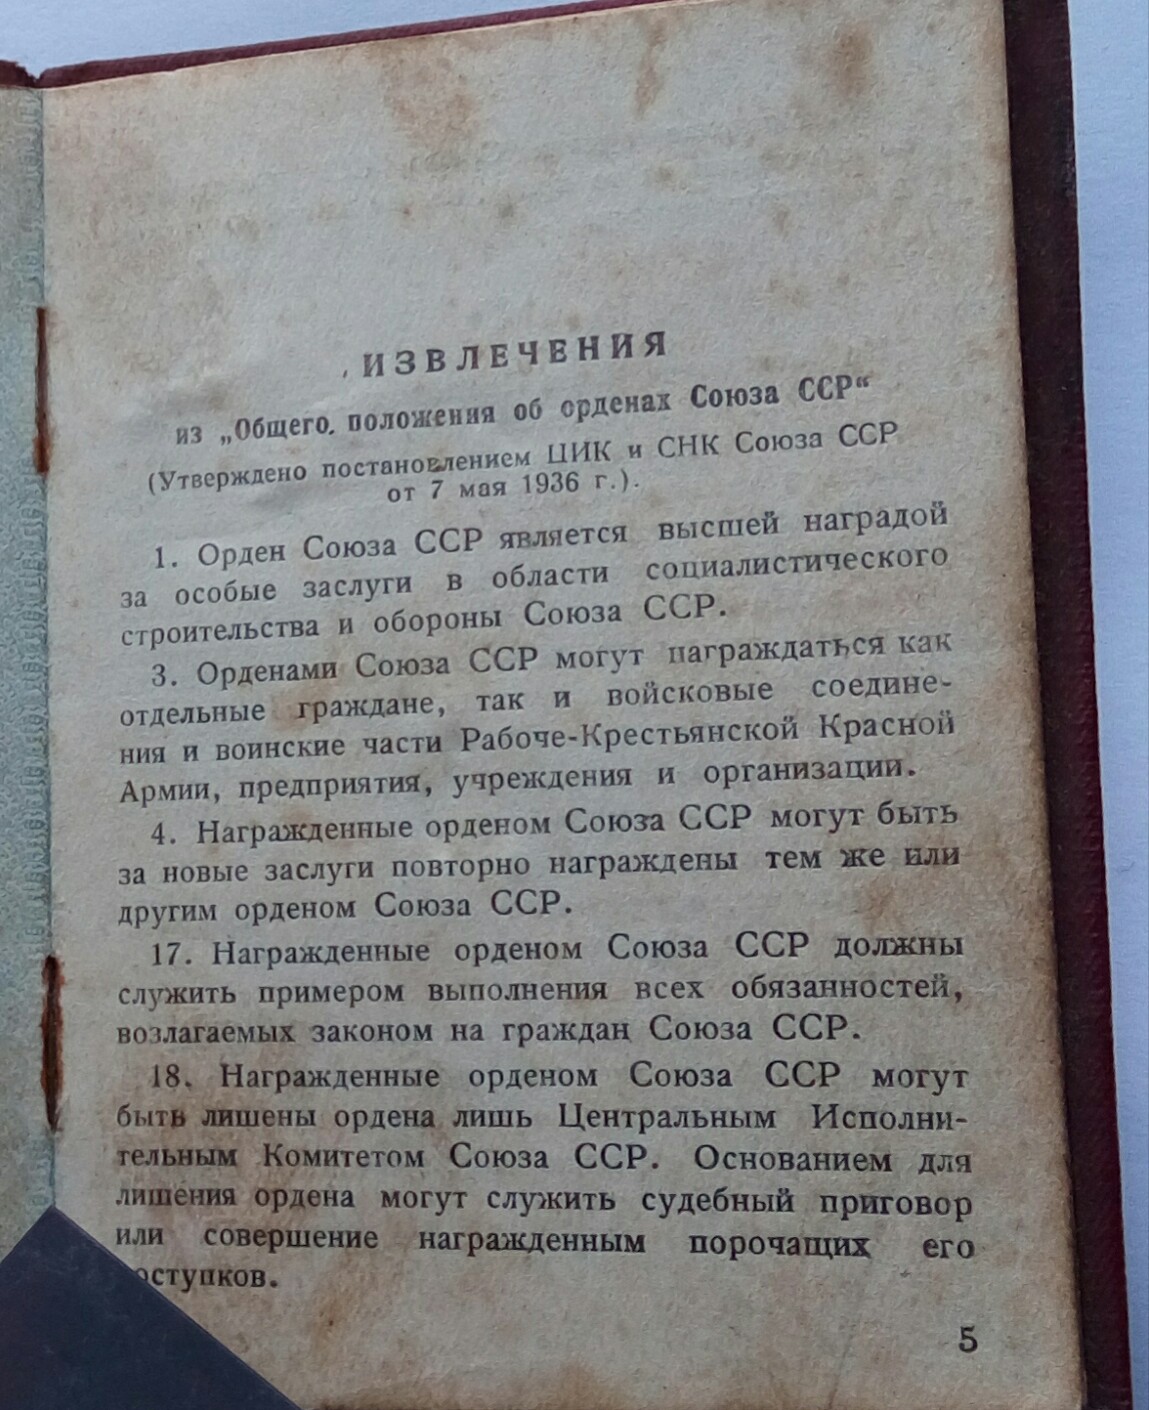 ИЗВЛЕЧЕНИЯ
из „Общего положения об орденах Союза ССР“
(Утверждено постановлением ЦИК и СНК Союза ССР
от 7 мая 1936 г.).
1. Орден Союза ССР является высшей наградой
за особые заслуги в области социалистического
строительства и обороны Союза ССР.
3. Орденами Союза ССР могут награждаться как
отдельные граждане, так и войсковые соедине-
ния и воинские части Рабоче-Крестьянской Красной
Армии, предприятия, учреждения и организации.
4. Награжденные орденом Союза ССР могут быть
за новые заслуги повторно награждены тем же или
другим орденом Союза ССР.
17. Награжденные орденом Союза ССР должны
служить примером выполнения всех обязанностей,
возлагаемых законом на граждан Союза ССР.
18. Награжденные орденом Союза ССР могут
быть лишены ордена лишь Центральным Исполни-
тельным Комитетом Союза ССР. Основанием для
лишения ордена могут служить судебный приговор
или совершение награжденным порочащих его
поступков.
5